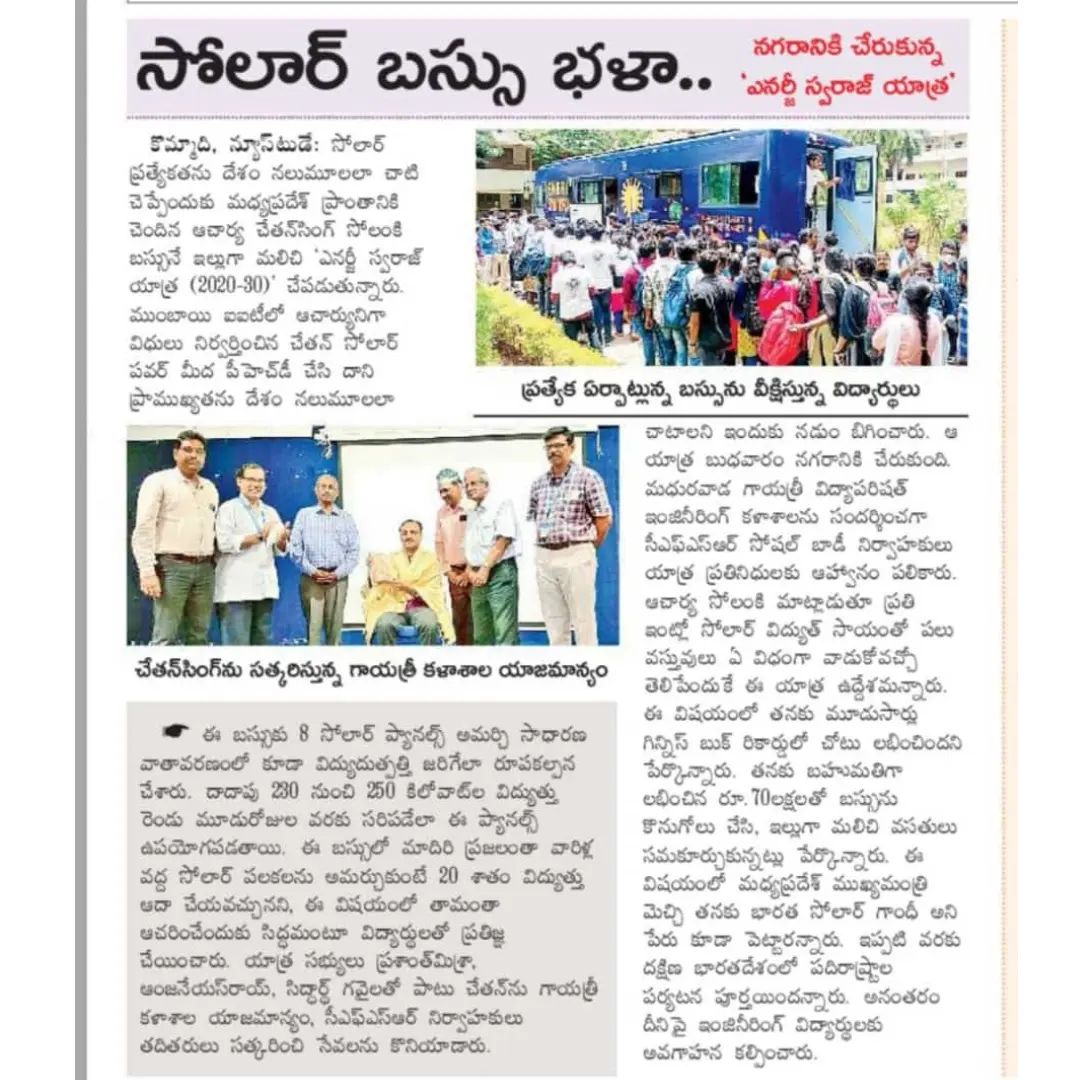 సోలార్ బస్సు భళా..
నగరానికి చేరుకున్న
‘ఎనర్జీ స్వరాజ్ యాత్ర’
కొమ్మాది, న్యూస్‌టుడే: సోలార్
ప్రత్యేకతను దేశం నలుమూలలా చాటి
చెప్పేందుకు మధ్యప్రదేశ్ ప్రాంతానికి
చెందిన ఆచార్య చేతన్‌సింగ్ సోలంకి
బస్సునే ఇల్లుగా మలిచి ‘ఎనర్జీ స్వరాజ్
యాత్ర (2020-30)’ చేపడుతున్నారు.
ముంబాయి ఐఐటీలో ఆచార్యునిగా
విధులు నిర్వర్తించిన చేతన్ సోలార్
పవర్ మీద పీహెచ్‌డీ చేసి దాని
ప్రాముఖ్యతను దేశం నలుమూలలా
ప్రత్యేక ఏర్పాట్లున్న బస్సును వీక్షిస్తున్న విద్యార్థులు
చేతన్‌సింగ్‌ను సత్కరిస్తున్న గాయత్రీ కళాశాల యాజమాన్యం
చాటాలని ఇందుకు నడుం బిగించారు. ఆ
యాత్ర బుధవారం నగరానికి చేరుకుంది.
మధురవాడ గాయత్రీ విద్యాపరిషత్
ఇంజినీరింగ్ కళాశాలను సందర్శించగా
సీఎఫ్ఎస్ఆర్ సోషల్ బాడీ నిర్వాహకులు
యాత్ర ప్రతినిధులకు ఆహ్వానం పలికారు.
ఆచార్య సోలంకి మాట్లాడుతూ ప్రతి
ఇంట్లో సోలార్ విద్యుత్ సాయంతో పలు
వస్తువులు ఏ విధంగా వాడుకోవచ్చో
తెలిపేందుకే ఈ యాత్ర ఉద్దేశమన్నారు.
ఈ విషయంలో తనకు మూడుసార్లు
గిన్నిస్ బుక్ రికార్డులో చోటు లభించిందని
పేర్కొన్నారు. తనకు బహుమతిగా
లభించిన రూ.70లక్షలతో బస్సును
కొనుగోలు చేసి, ఇల్లుగా మలిచి వసతులు
సమకూర్చుకున్నట్లు పేర్కొన్నారు. ఈ
విషయంలో మధ్యప్రదేశ్ ముఖ్యమంత్రి
మెచ్చి తనకు భారత సోలార్ గాంధీ అని
పేరు కూడా పెట్టారన్నారు. ఇప్పటి వరకు
దక్షిణ భారతదేశంలో పదిరాష్ట్రాల
పర్యటన పూర్తయిందన్నారు. అనంతరం
దీనిపై ఇంజినీరింగ్ విద్యార్థులకు
అవగాహన కల్పించారు.
ఈ బస్సుకు 8 సోలార్ ప్యానల్స్ అమర్చి సాధారణ
వాతావరణంలో కూడా విద్యుదుత్పత్తి జరిగేలా రూపకల్పన
చేశారు. దాదాపు 230 నుంచి 250 కిలోవాట్‌ల విద్యుత్తు
రెండు మూడురోజుల వరకు సరిపడేలా ఈ ప్యానల్స్
ఉపయోగపడతాయి. ఈ బస్సులో మాదిరి ప్రజలంతా వారిళ్ల
వద్ద సోలార్ పలకలను అమర్చుకుంటే 20 శాతం విద్యుత్తు
ఆదా చేయవచ్చునని, ఈ విషయంలో తామంతా
ఆచరించేందుకు సిద్ధమంటూ విద్యార్థులతో ప్రతిజ్ఞ
చేయించారు. యాత్ర సభ్యులు ప్రశాంత్‌మిశ్రా,
ఆంజనేయస్‌రాయ్, సిద్ధార్థ్ గవైలతో పాటు చేతన్‌ను గాయత్రీ
కళాశాల యాజమాన్యం, సీఎఫ్ఎస్ఆర్ నిర్వాహకులు
తదితరులు సత్కరించి సేవలను కొనియాడారు.